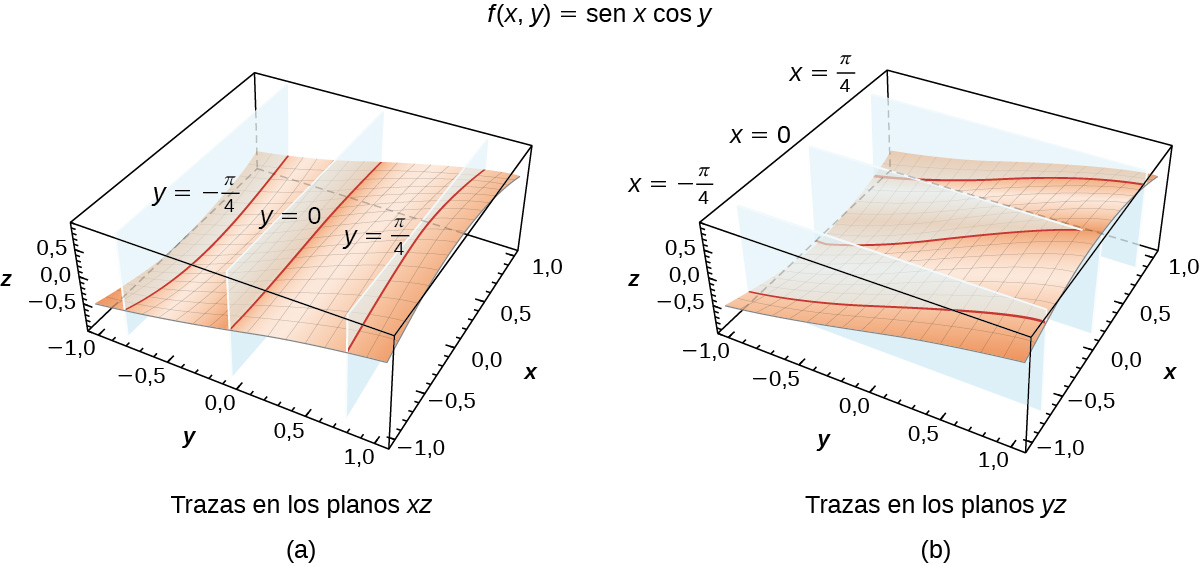 f(x, y) = sen x cos y
y = −π/4
y = 0
y = π/4
0,5
0,0
−0,5
z
−1,0
−0,5
0,0
0,5
1,0
y
1,0
0,5
0,0
−0,5
−1,0
x
Trazas en los planos xz
(a)
x = π/4
x = 0
x = −π/4
0,5
0,0
−0,5
z
−1,0
−0,5
0,0
0,5
1,0
y
1,0
0,5
0,0
−0,5
−1,0
x
Trazas en los planos yz
(b)